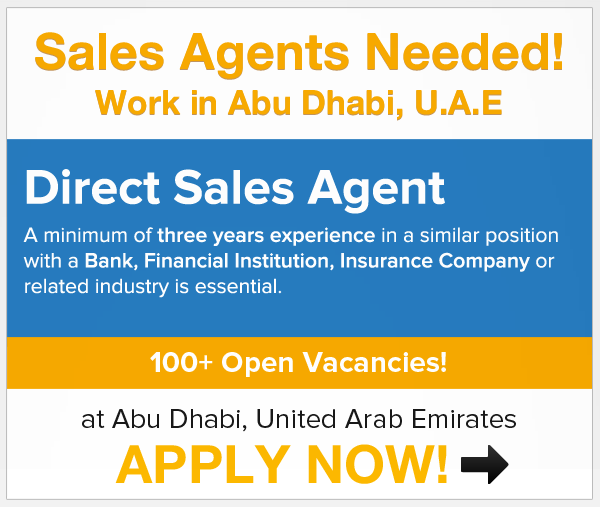 Sales Agents Needed!
Work in Abu Dhabi, U.A.E
Direct Sales Agent
A minimum of three years experience in a similar position
with a Bank, Financial Institution, Insurance Company or
related industry is essential.
100+ Open Vacancies!
at Abu Dhabi, United Arab Emirates
APPLY NOW!